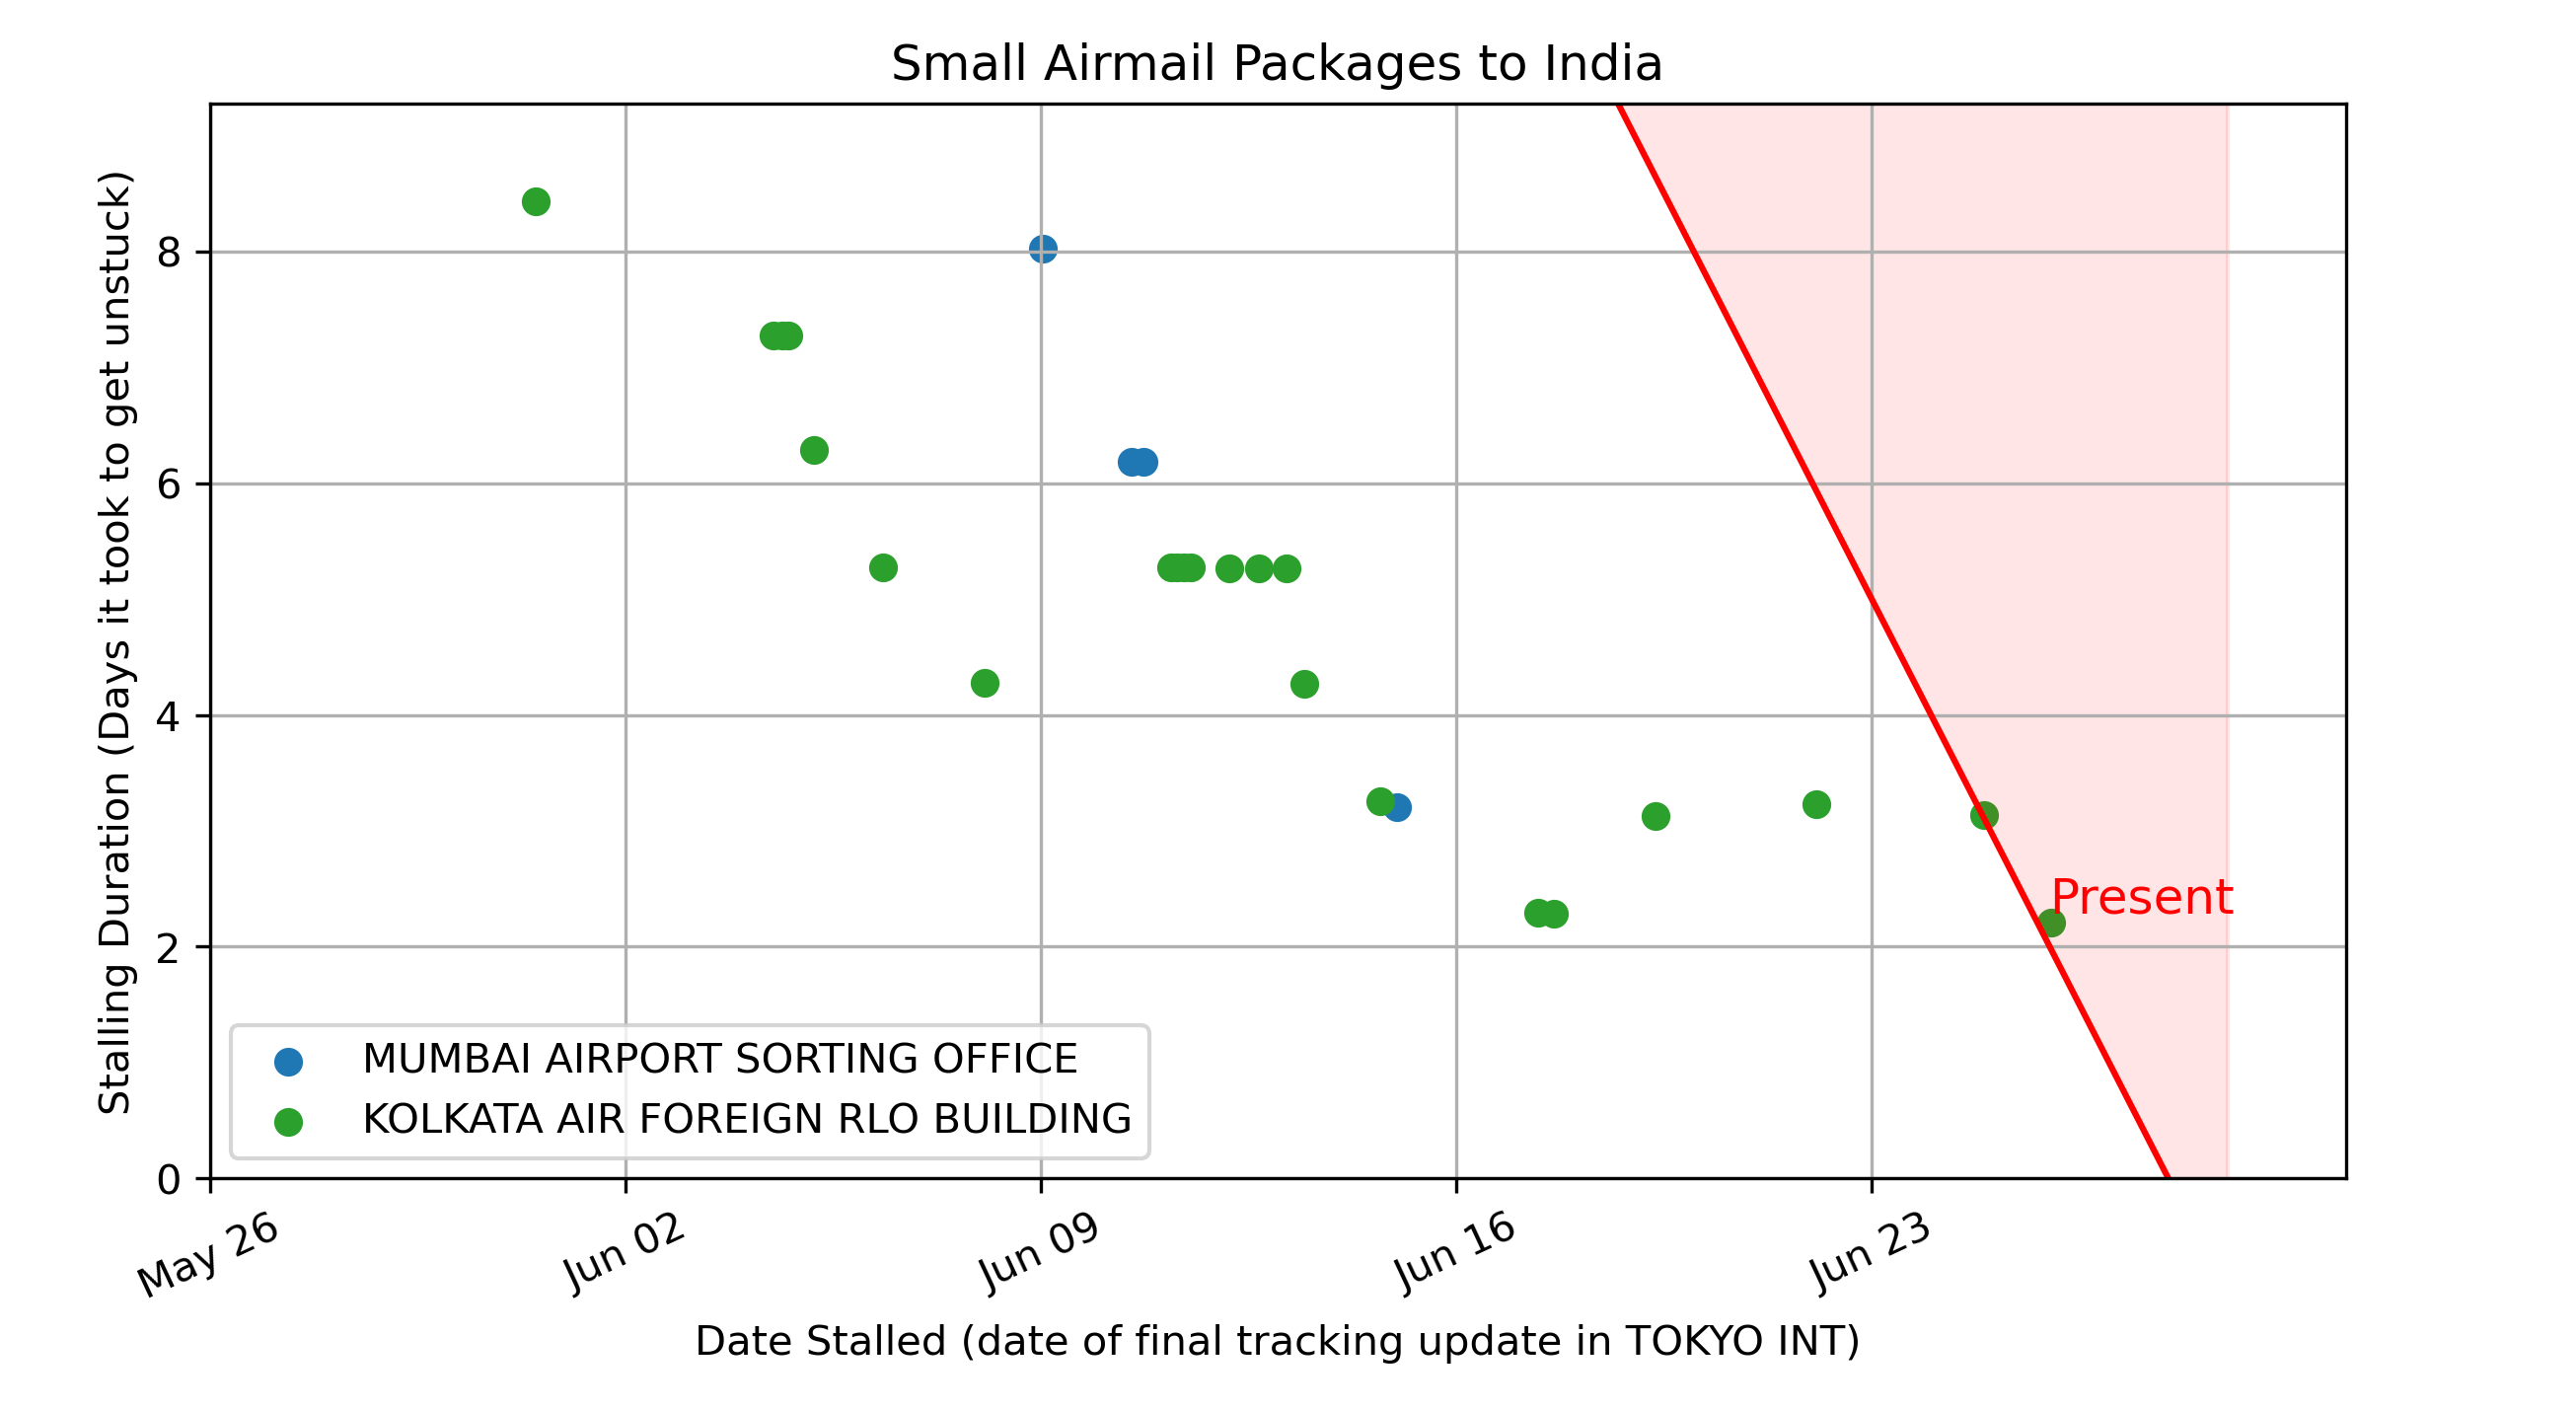 Small Airmail Packages to India
Stalling Duration (Days it took to get unstuck)
8
6
4
2
0
Present
MUMBAI AIRPORT SORTING OFFICE
KOLKATA AIR FOREIGN RLO BUILDING
May 26
Jun 02
Jun 09
Jun 16
Jun 23
Date Stalled (date of final tracking update in TOKYO INT)